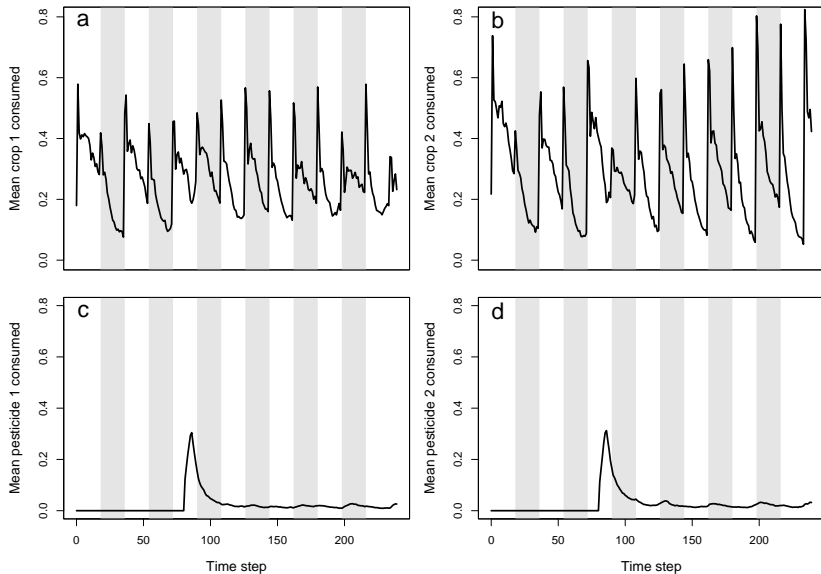 a
Mean crop 1 consumed
0.8
0.6
0.4
0.2
0.0
b
Mean crop 2 consumed
0.8
0.6
0.4
0.2
0.0
c
Mean pesticide 1 consumed
0.8
0.6
0.4
0.2
0.0
0 50 100 150 200
Time step
d
Mean pesticide 2 consumed
0.8
0.6
0.4
0.2
0.0
0 50 100 150 200
Time step